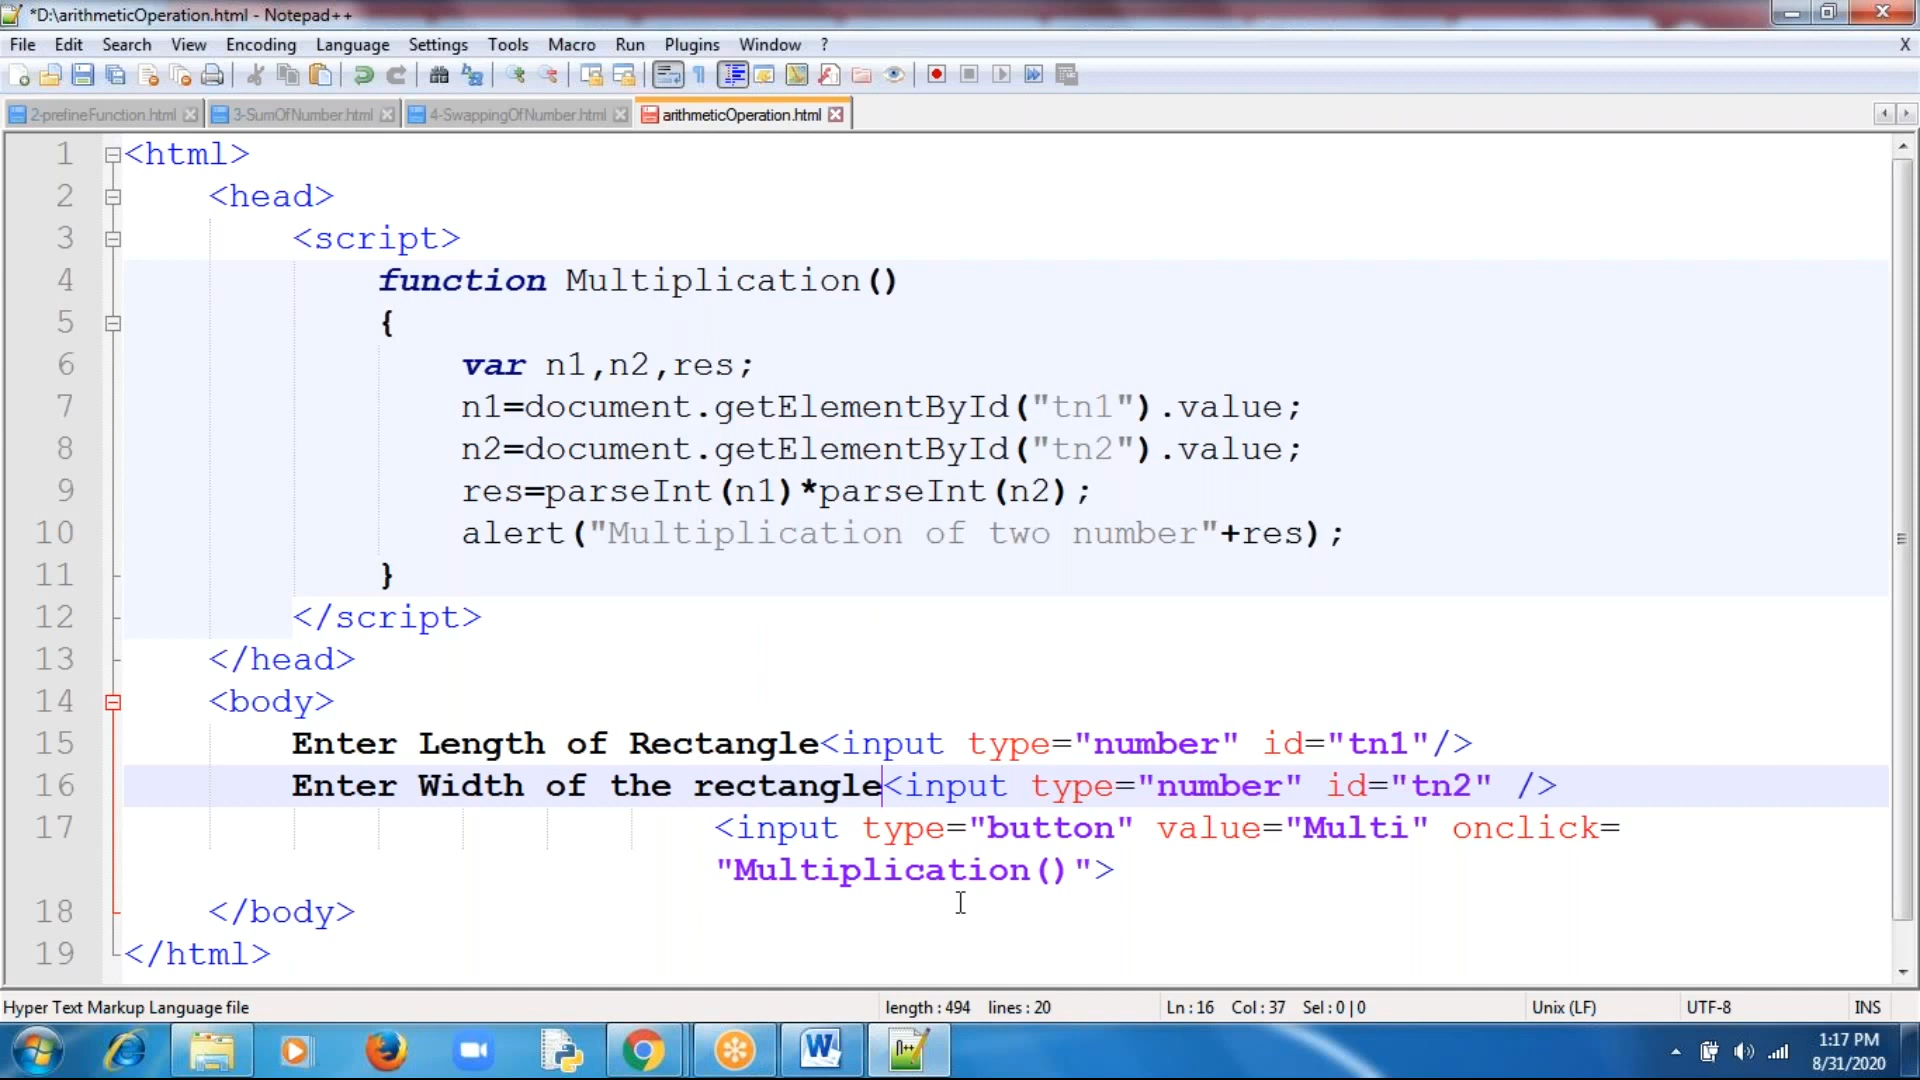 *D:\arithmeticOperation.html - Notepad++
File Edit Search View Encoding Language Settings Tools Macro Run Plugins Window ? X
2-prefineFunction.html 3-SumOfNumber.html 4-SwappingOfNumber.html arithmeticOperation.html
1 <html>
2 <head>
3 <script>
4 function Multiplication()
5 {
6 var n1,n2,res;
7 n1=document.getElementById("tn1").value;
8 n2=document.getElementById("tn2").value;
9 res=parseInt(n1)*parseInt(n2);
10 alert("Multiplication of two number"+res);
11 }
12 </script>
13 </head>
14 <body>
15 Enter Length of Rectangle<input type="number" id="tn1"/>
16 Enter Width of the rectangle<input type="number" id="tn2" />
17 <input type="button" value="Multi" onclick=
"Multiplication()">
18 </body>
19 </html>
Hyper Text Markup Language file length : 494 lines : 20 Ln : 16 Col : 37 Sel : 0 | 0 Unix (LF) UTF-8 INS
1:17 PM
8/31/2020